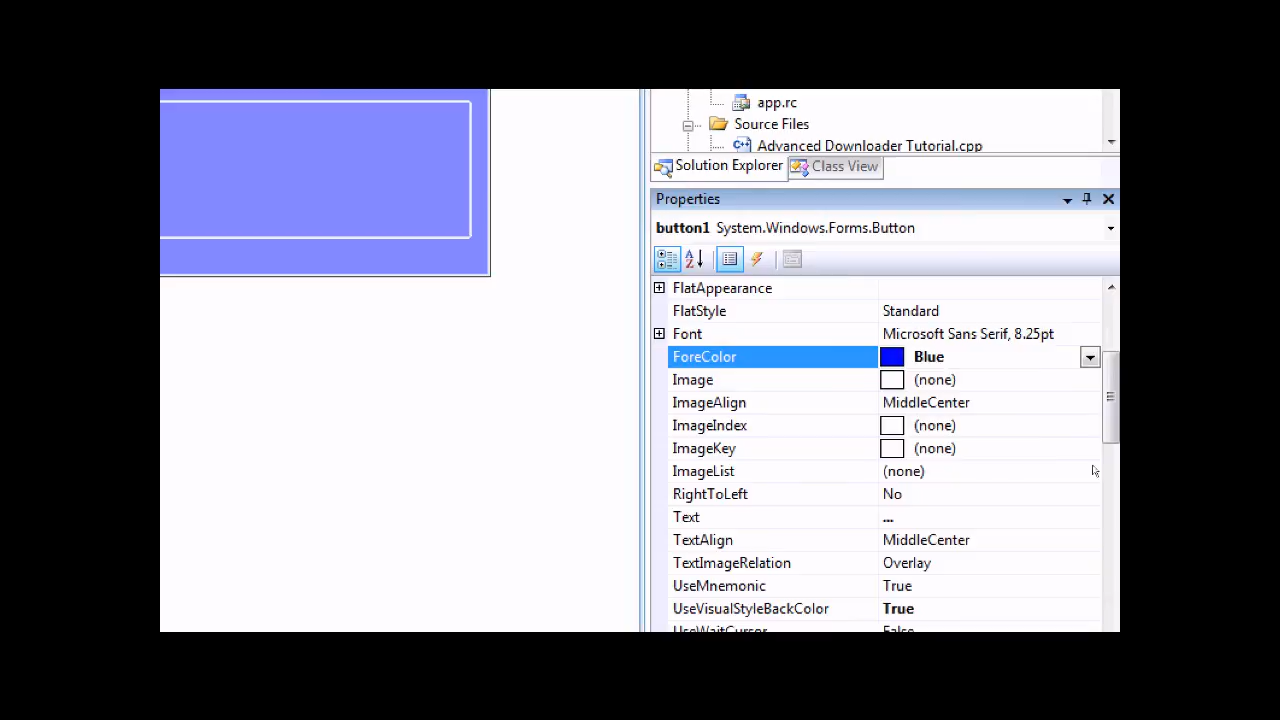 app.rc
Source Files
Advanced Downloader Tutorial.cpp
Solution Explorer Class View
Properties
button1 System.Windows.Forms.Button
FlatAppearance
FlatStyle Standard
Font Microsoft Sans Serif, 8.25pt
ForeColor Blue
Image (none)
ImageAlign MiddleCenter
ImageIndex (none)
ImageKey (none)
ImageList (none)
RightToLeft No
Text ...
TextAlign MiddleCenter
TextImageRelation Overlay
UseMnemonic True
UseVisualStyleBackColor True
UseWaitCursor False